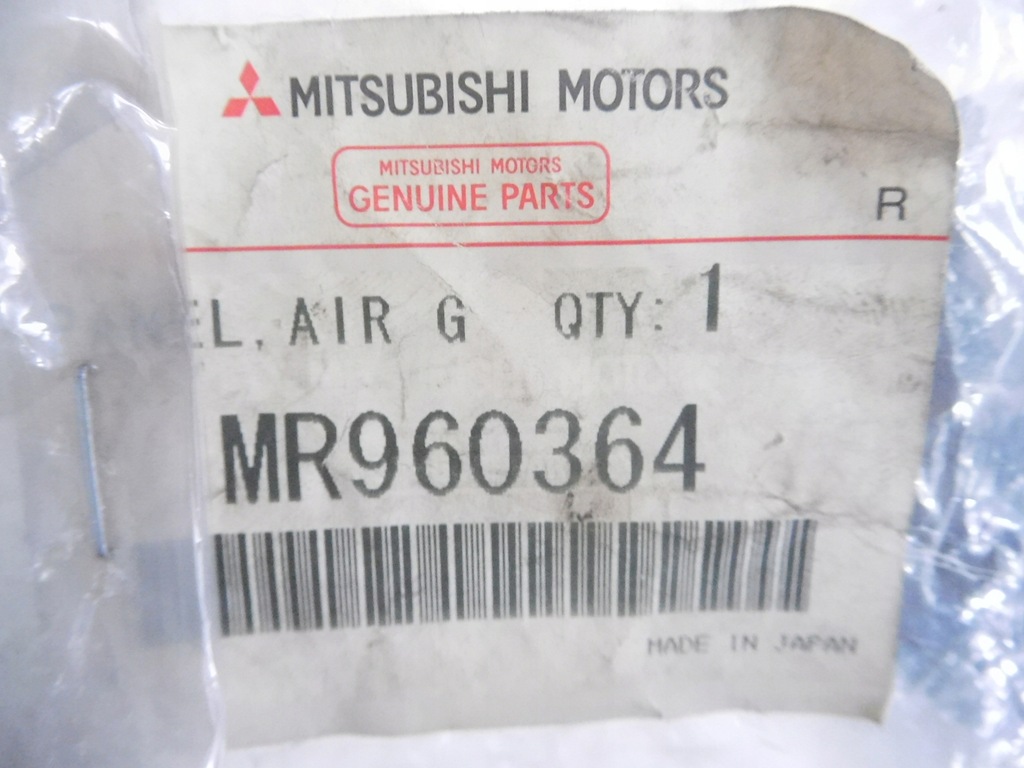 MITSUBISHI MOTORS
MITSUBISHI MOTORS
GENUINE PARTS
R
EL, AIR G QTY: 1
MR960364
MADE IN JAPAN